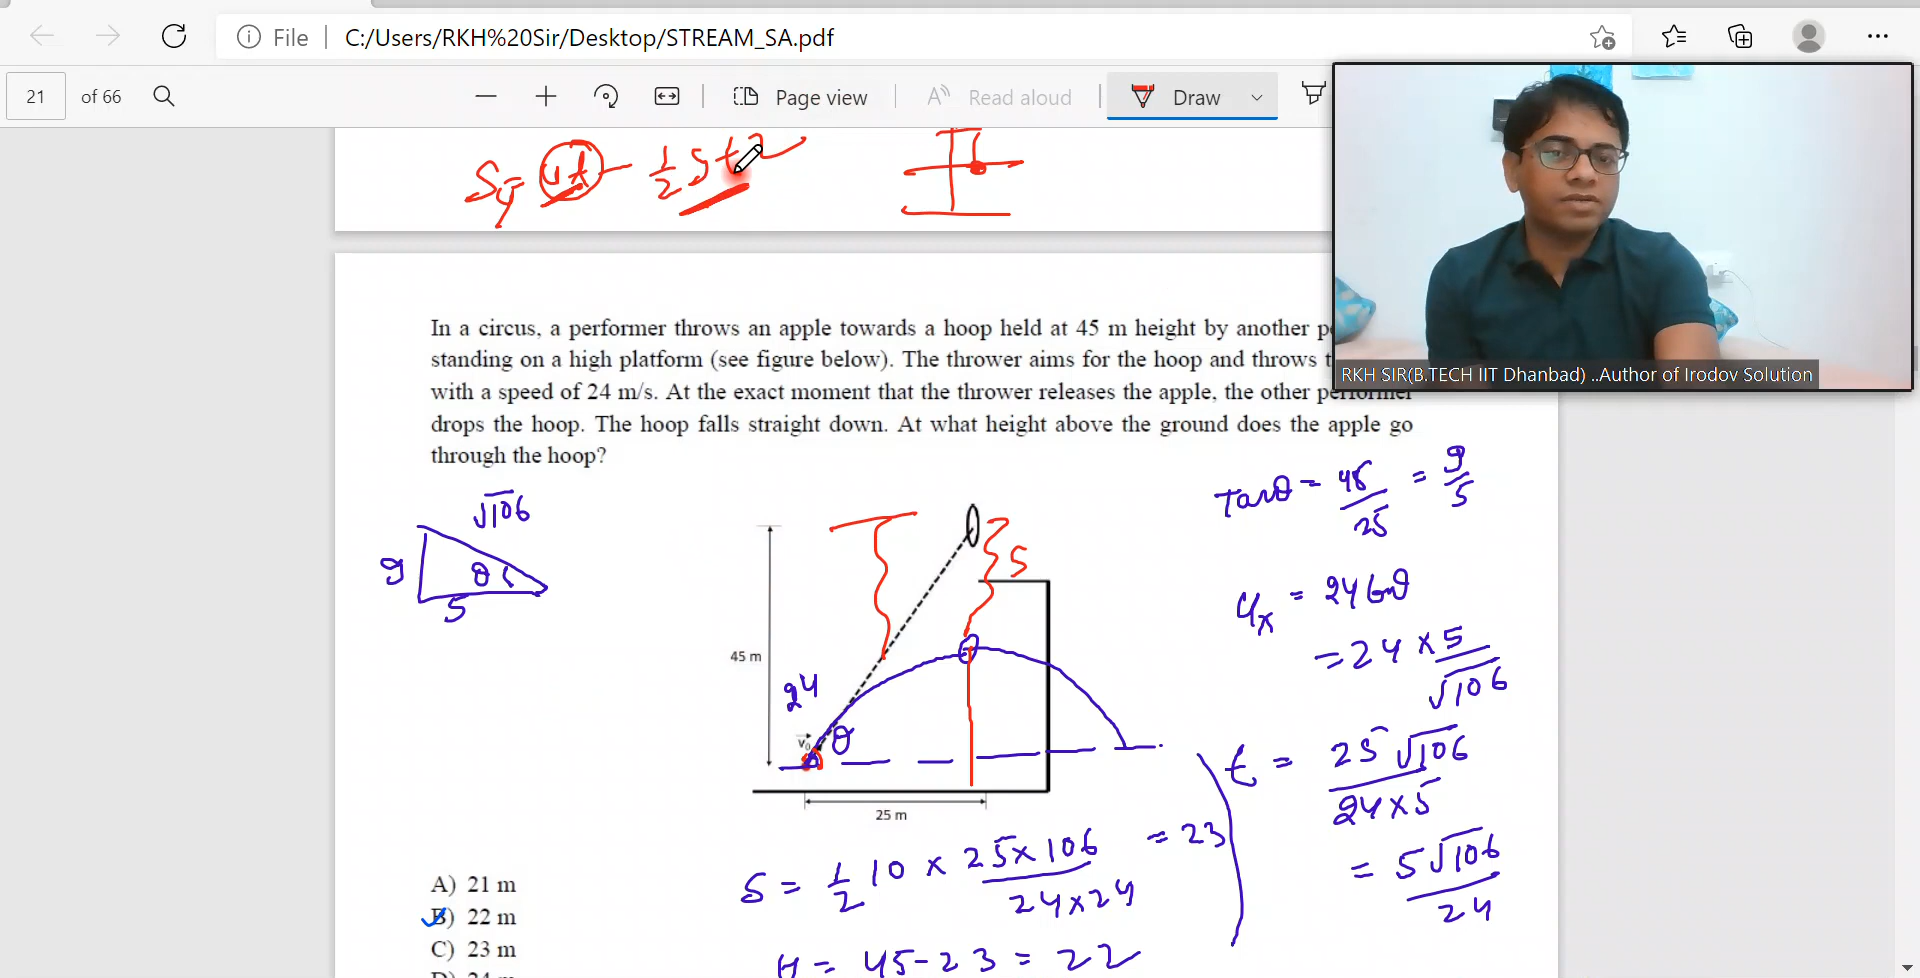 File C:/Users/RKH%20Sir/Desktop/STREAM_SA.pdf
21 of 66 Page view Read aloud Draw
Sy = ut - 1/2 gt2
RKH SIR(B.TECH IIT Dhanbad) ..Author of Irodov Solution
In a circus, a performer throws an apple towards a hoop held at 45 m height by another
standing on a high platform (see figure below). The thrower aims for the hoop and throws
with a speed of 24 m/s. At the exact moment that the thrower releases the apple, the other performer
drops the hoop. The hoop falls straight down. At what height above the ground does the apple go
through the hoop?
√106
9
θ
5
S
45 m
24
v0
θ
25 m
tanθ = 45/25 = 9/5
ux = 24 cosθ
= 24 × 5/√106
t = 25√106/24×5
= 5√106/24
S = 1/2 10 × 25×106/24×24 = 23
H = 45-23 = 22
A) 21 m
B) 22 m
C) 23 m